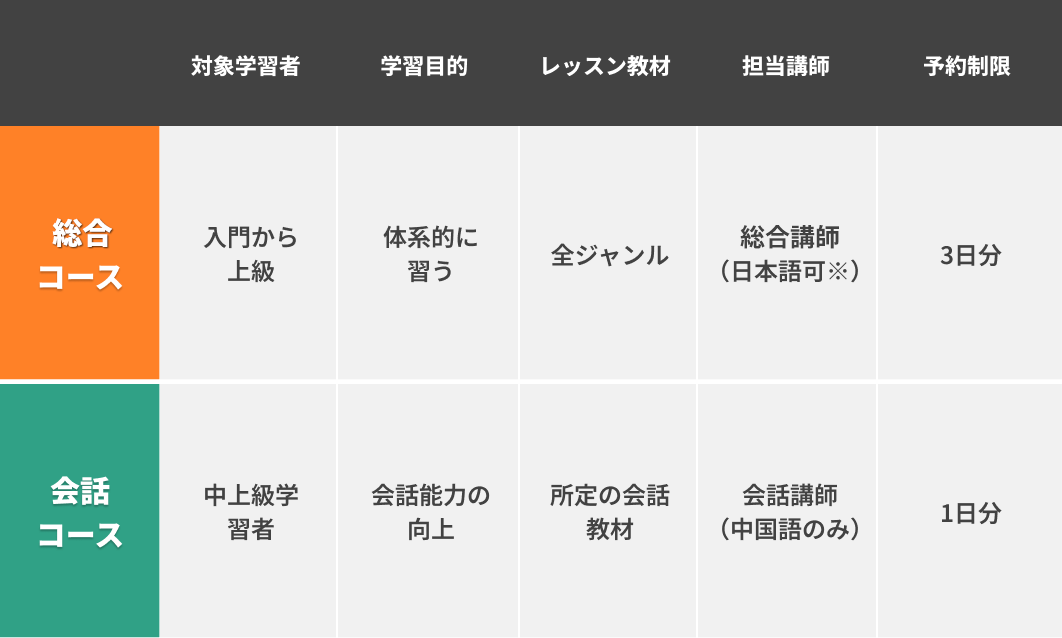 対象学習者 学習目的 レッスン教材 担当講師 予約制限
総合
コース
入門から
上級
体系的に
習う
全ジャンル
総合講師
（日本語可※）
3日分
会話
コース
中上級学
習者
会話能力の
向上
所定の会話
教材
会話講師
（中国語のみ）
1日分